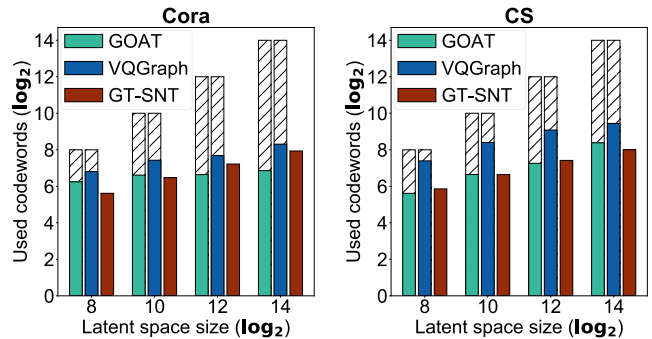 Cora
GOAT
VQGraph
GT-SNT
Used codewords (log₂)
14
12
10
8
6
4
2
0
8 10 12 14
Latent space size (log₂)
CS
GOAT
VQGraph
GT-SNT
Used codewords (log₂)
14
12
10
8
6
4
2
0
8 10 12 14
Latent space size (log₂)